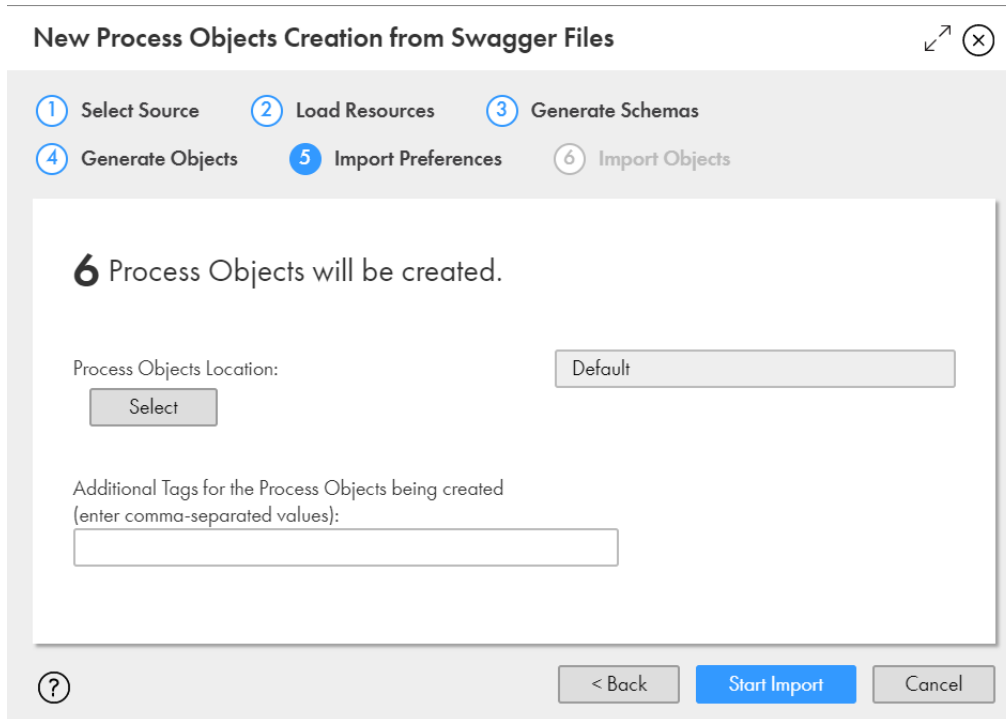 New Process Objects Creation from Swagger Files
1 Select Source 2 Load Resources 3 Generate Schemas
4 Generate Objects 5 Import Preferences 6 Import Objects
6 Process Objects will be created.
Process Objects Location: Default
Select
Additional Tags for the Process Objects being created
(enter comma-separated values):
? < Back Start Import Cancel